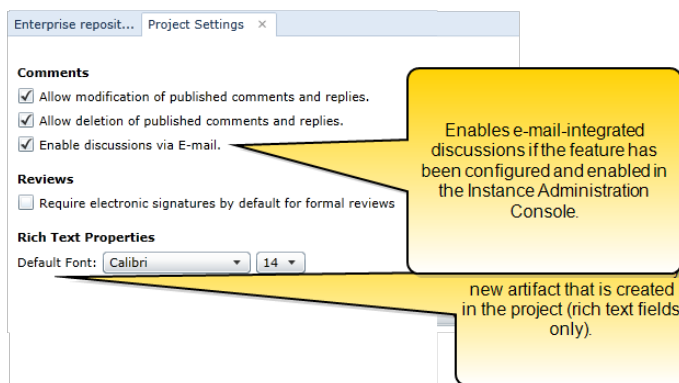 Enterprise reposit...
Project Settings
Comments
Allow modification of published comments and replies.
Allow deletion of published comments and replies.
Enable discussions via E-mail.
Reviews
Require electronic signatures by default for formal reviews
Rich Text Properties
Default Font: Calibri 14
Enables e-mail-integrated
discussions if the feature has
been configured and enabled in
the Instance Administration
Console.
new artifact that is created
in the project (rich text fields
only).